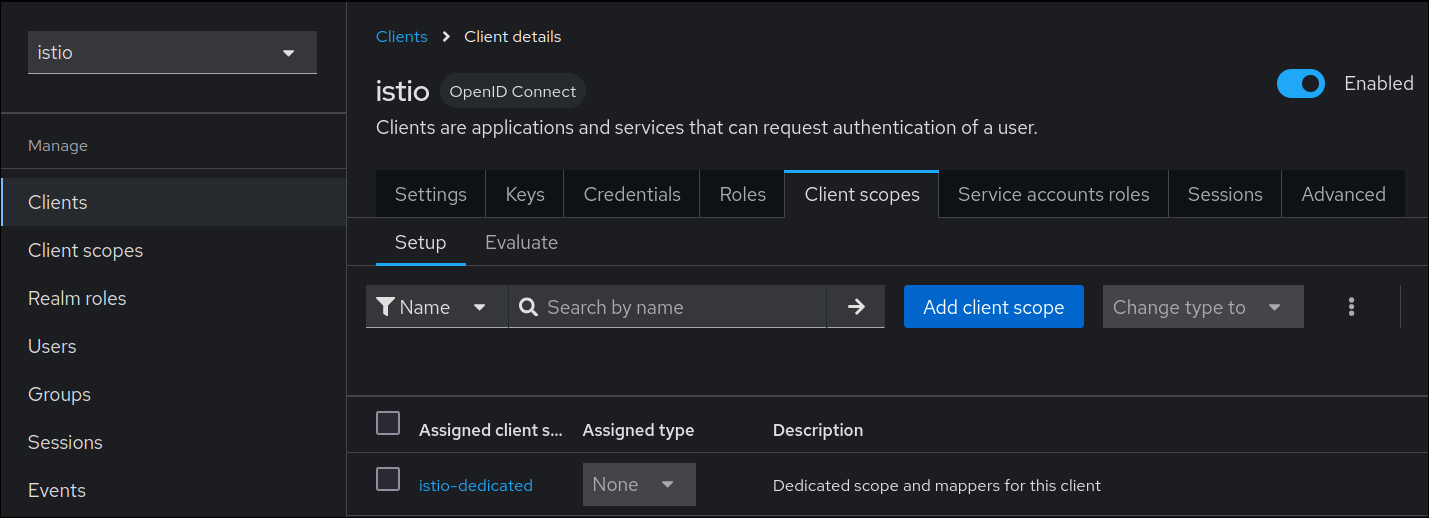 istio
Manage
Clients
Client scopes
Realm roles
Users
Groups
Sessions
Events
Clients Client details
istio OpenID Connect Enabled
Clients are applications and services that can request authentication of a user.
Settings Keys Credentials Roles Client scopes Service accounts roles Sessions Advanced
Setup Evaluate
Name Search by name Add client scope Change type to
Assigned client s... Assigned type Description
istio-dedicated None Dedicated scope and mappers for this client